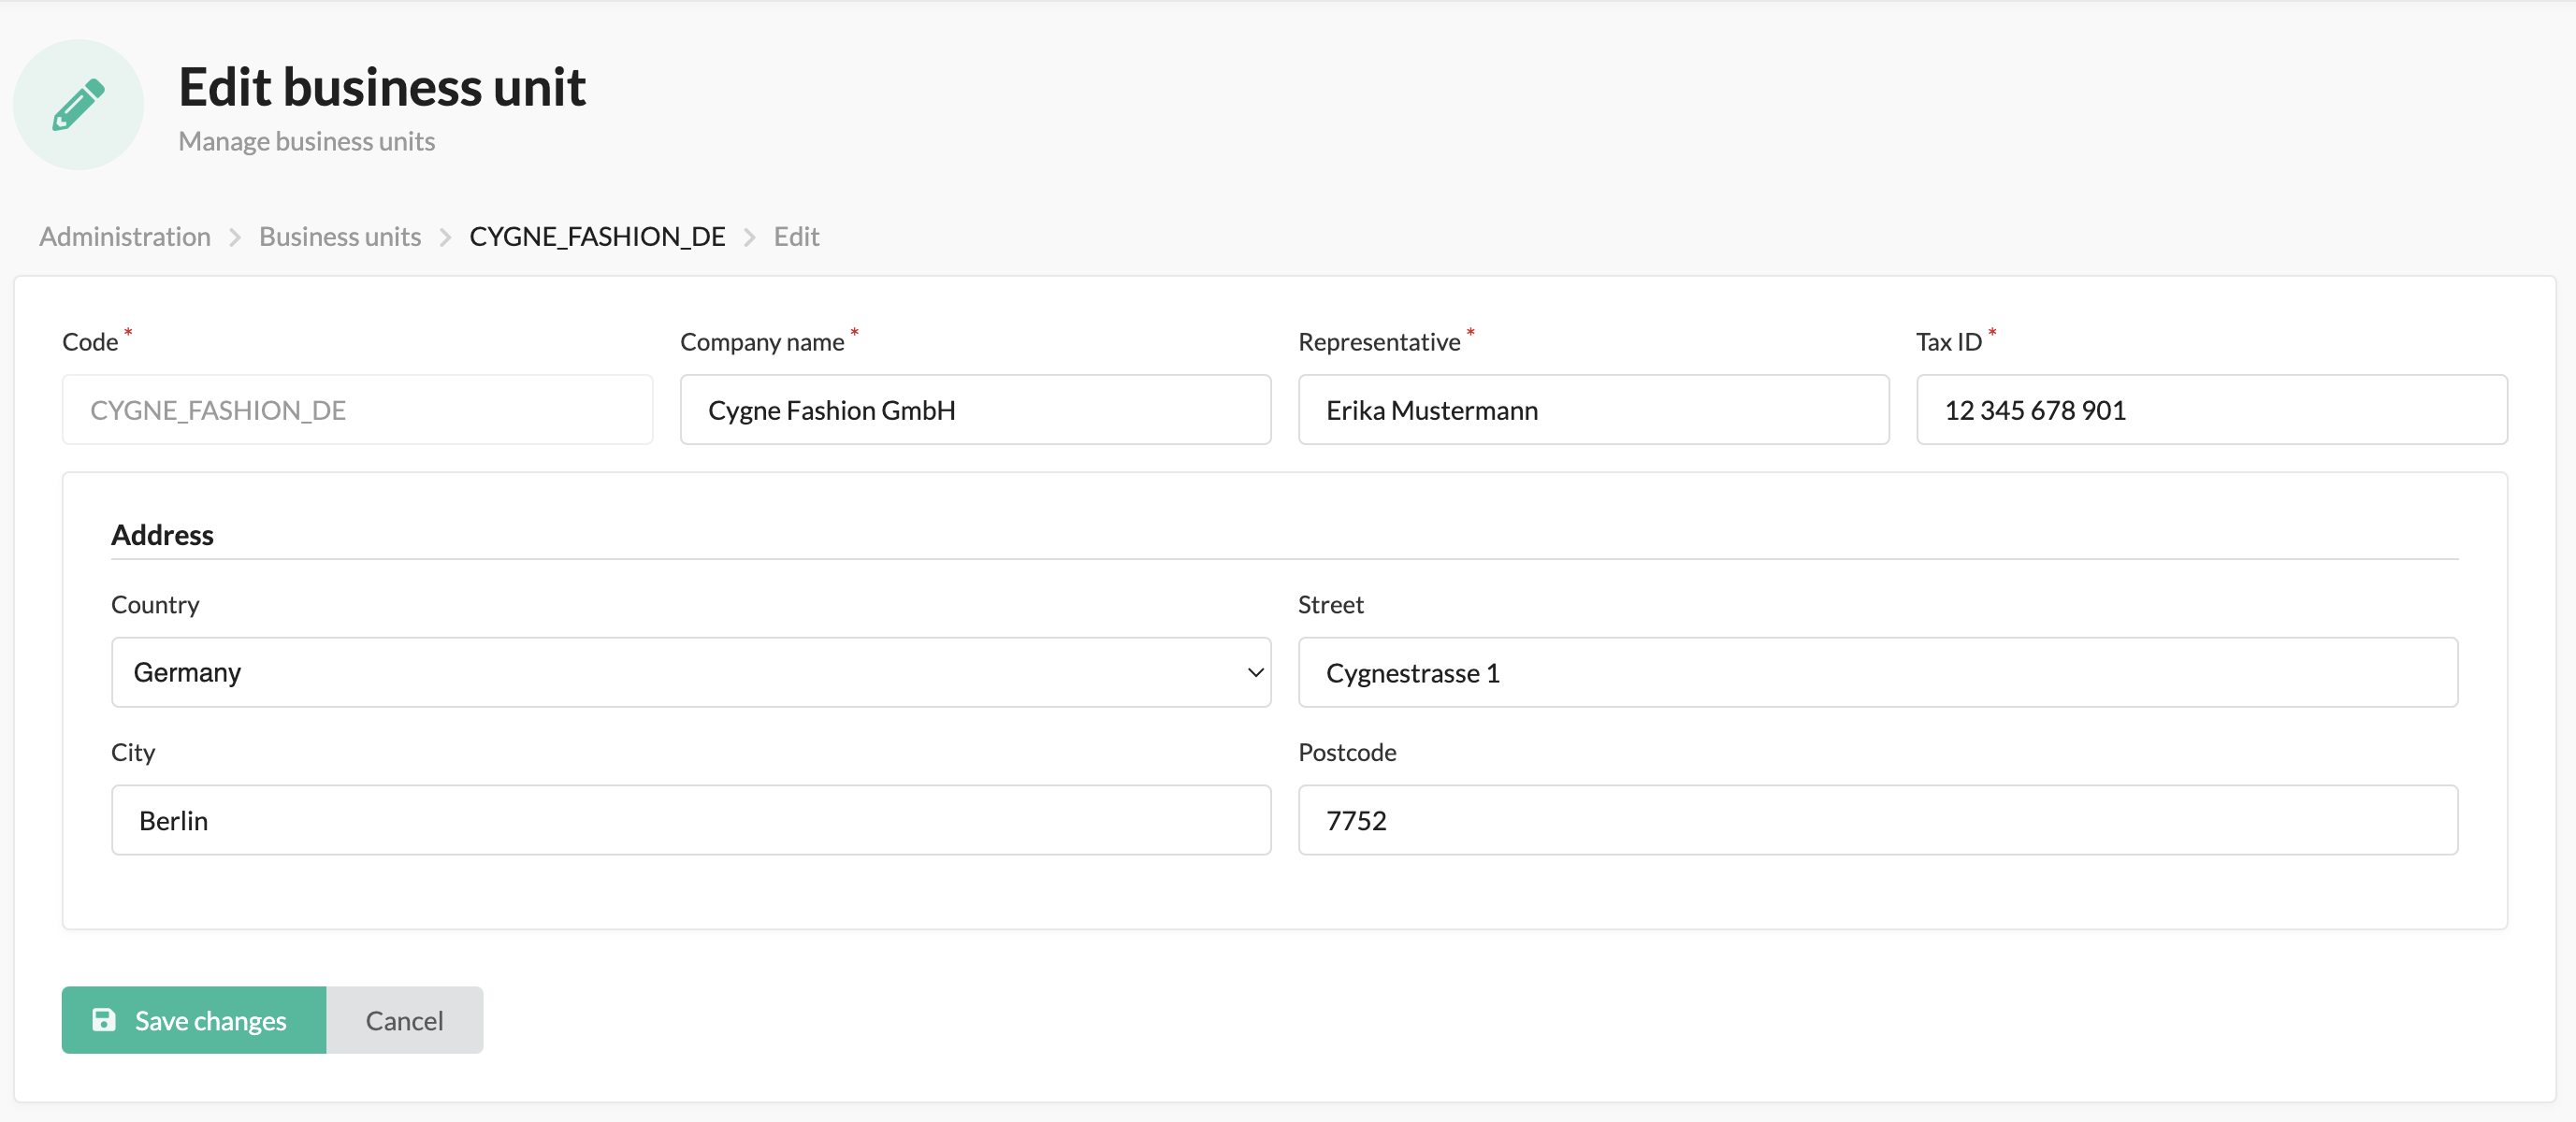 Edit business unit
Manage business units
Administration > Business units > CYGNE_FASHION_DE > Edit
Code * Company name * Representative * Tax ID *
CYGNE_FASHION_DE Cygne Fashion GmbH Erika Mustermann 12 345 678 901
Address
Country Street
Germany Cygnestrasse 1
City Postcode
Berlin 7752
Save changes Cancel